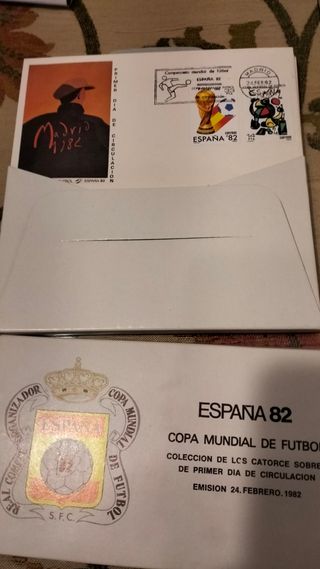 PRIMER DIA DE CIRCULACION
Madrid
1982
ESPAÑA 82
Campeonato mundial de fútbol
ESPAÑA 82
MADRID
24 FEB 82
ESPAÑA '82
REAL COMITE ORGANIZADOR COPA MUNDIAL DE FUTBOL
ESPAÑA
82
S.F.C.
ESPAÑA 82
COPA MUNDIAL DE FUTBOL
COLECCION DE LOS CATORCE SOBRE
DE PRIMER DIA DE CIRCULACION
EMISION 24. FEBRERO. 1982